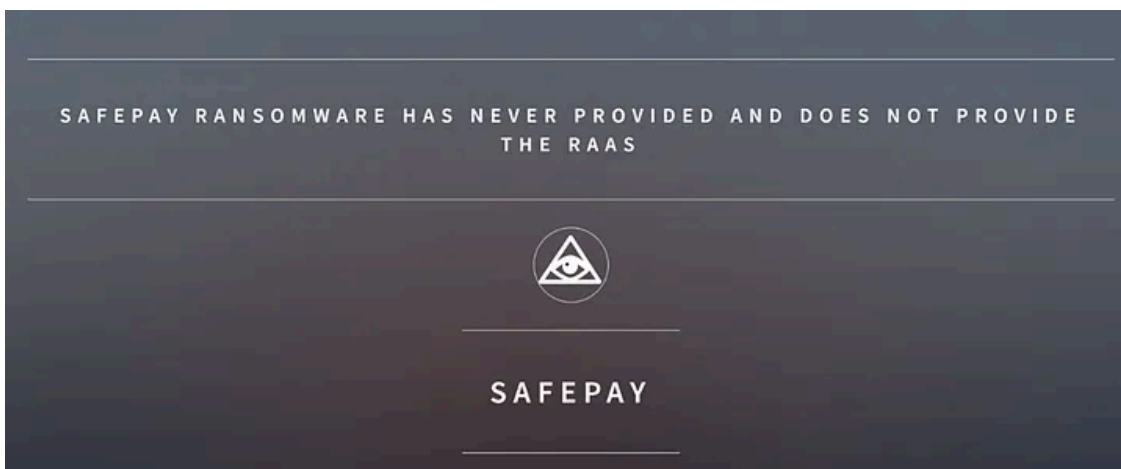 SAFEPAY RANSOMWARE HAS NEVER PROVIDED AND DOES NOT PROVIDE
THE RAAS
SAFEPAY